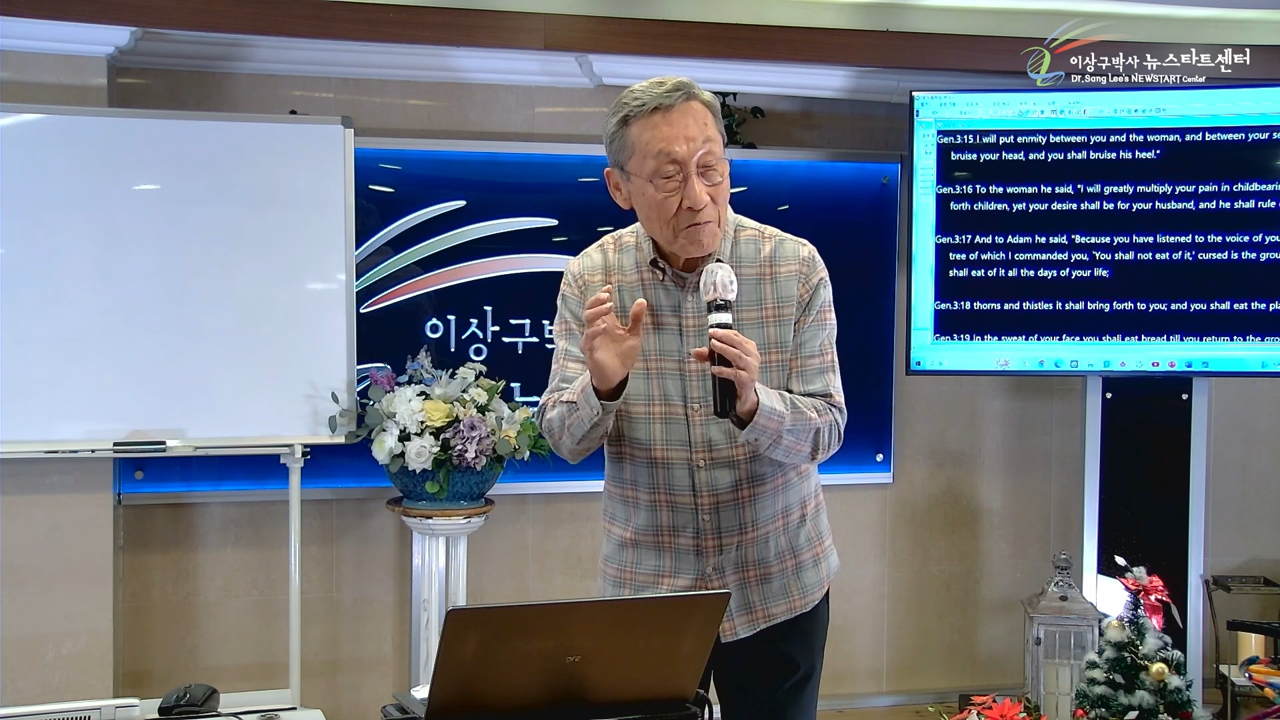 이상구박사 뉴스타트센터
Dr. Sang Lee's NEWSTART Center
Gen.3:15 I will put enmity between you and the woman, and between your
bruise your head, and you shall bruise his heel."
Gen.3:16 To the woman he said, "I will greatly multiply your pain in
forth children, yet your desire shall be for your husband, and he shall rule
Gen.3:17 And to Adam he said, "Because you have listened to the voice of
tree of which I commanded you, 'You shall not eat of it,' cursed is the
shall eat of it all the days of your life;
Gen.3:18 thorns and thistles it shall bring forth to you; and you shall eat the
Gen.3:19 In the sweat of your face you shall eat bread till you return to the
이상구